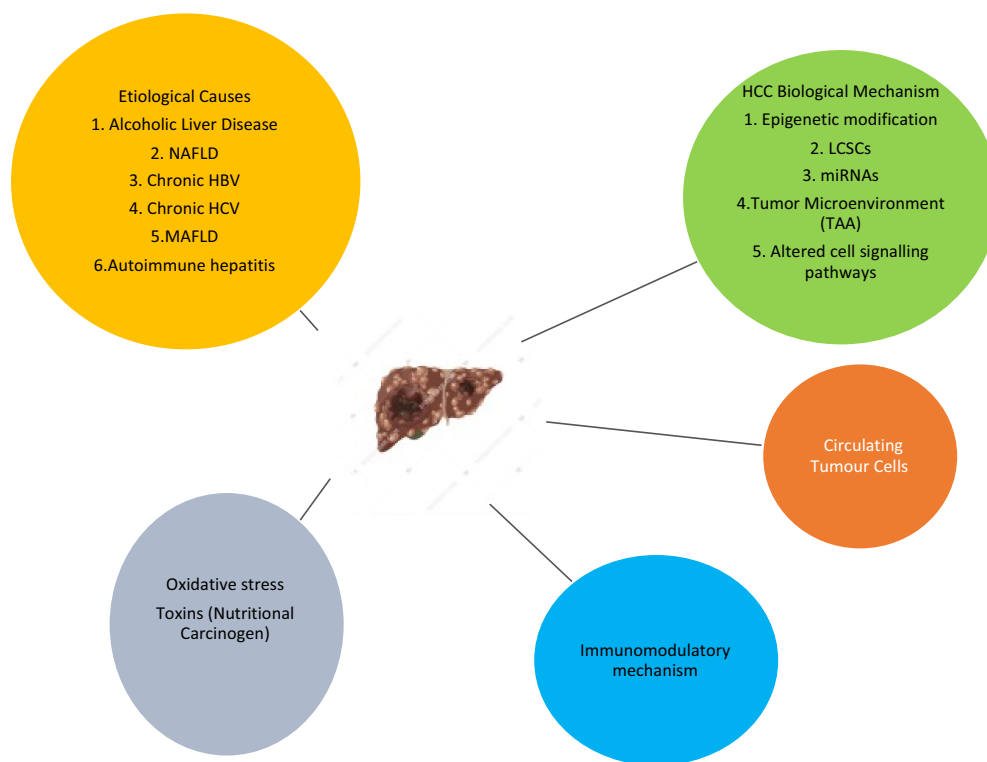 Etiological Causes
1. Alcoholic Liver Disease
2. NAFLD
3. Chronic HBV
4. Chronic HCV
5.MAFLD
6.Autoimmune hepatitis
HCC Biological Mechanism
1. Epigenetic modification
2. LCSCs
3. miRNAs
4.Tumor Microenvironment
(TAA)
5. Altered cell signalling
pathways
Circulating
Tumour Cells
Oxidative stress
Toxins (Nutritional
Carcinogen)
Immunomodulatory
mechanism